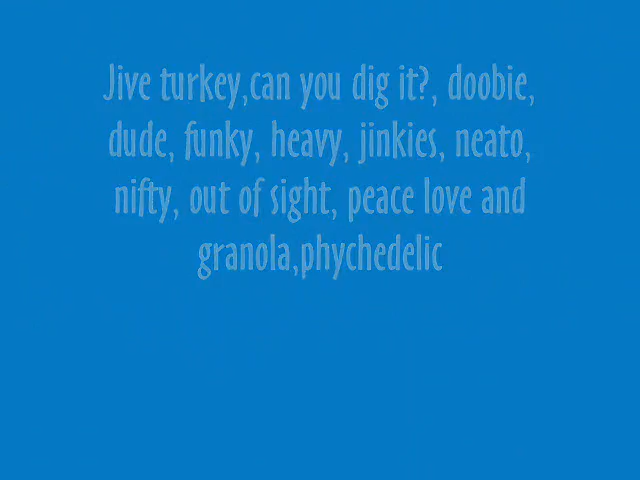 Jive turkey,can you dig it?, doobie,
dude, funky, heavy, jinkies, neato,
nifty, out of sight, peace love and
granola,phychedelic